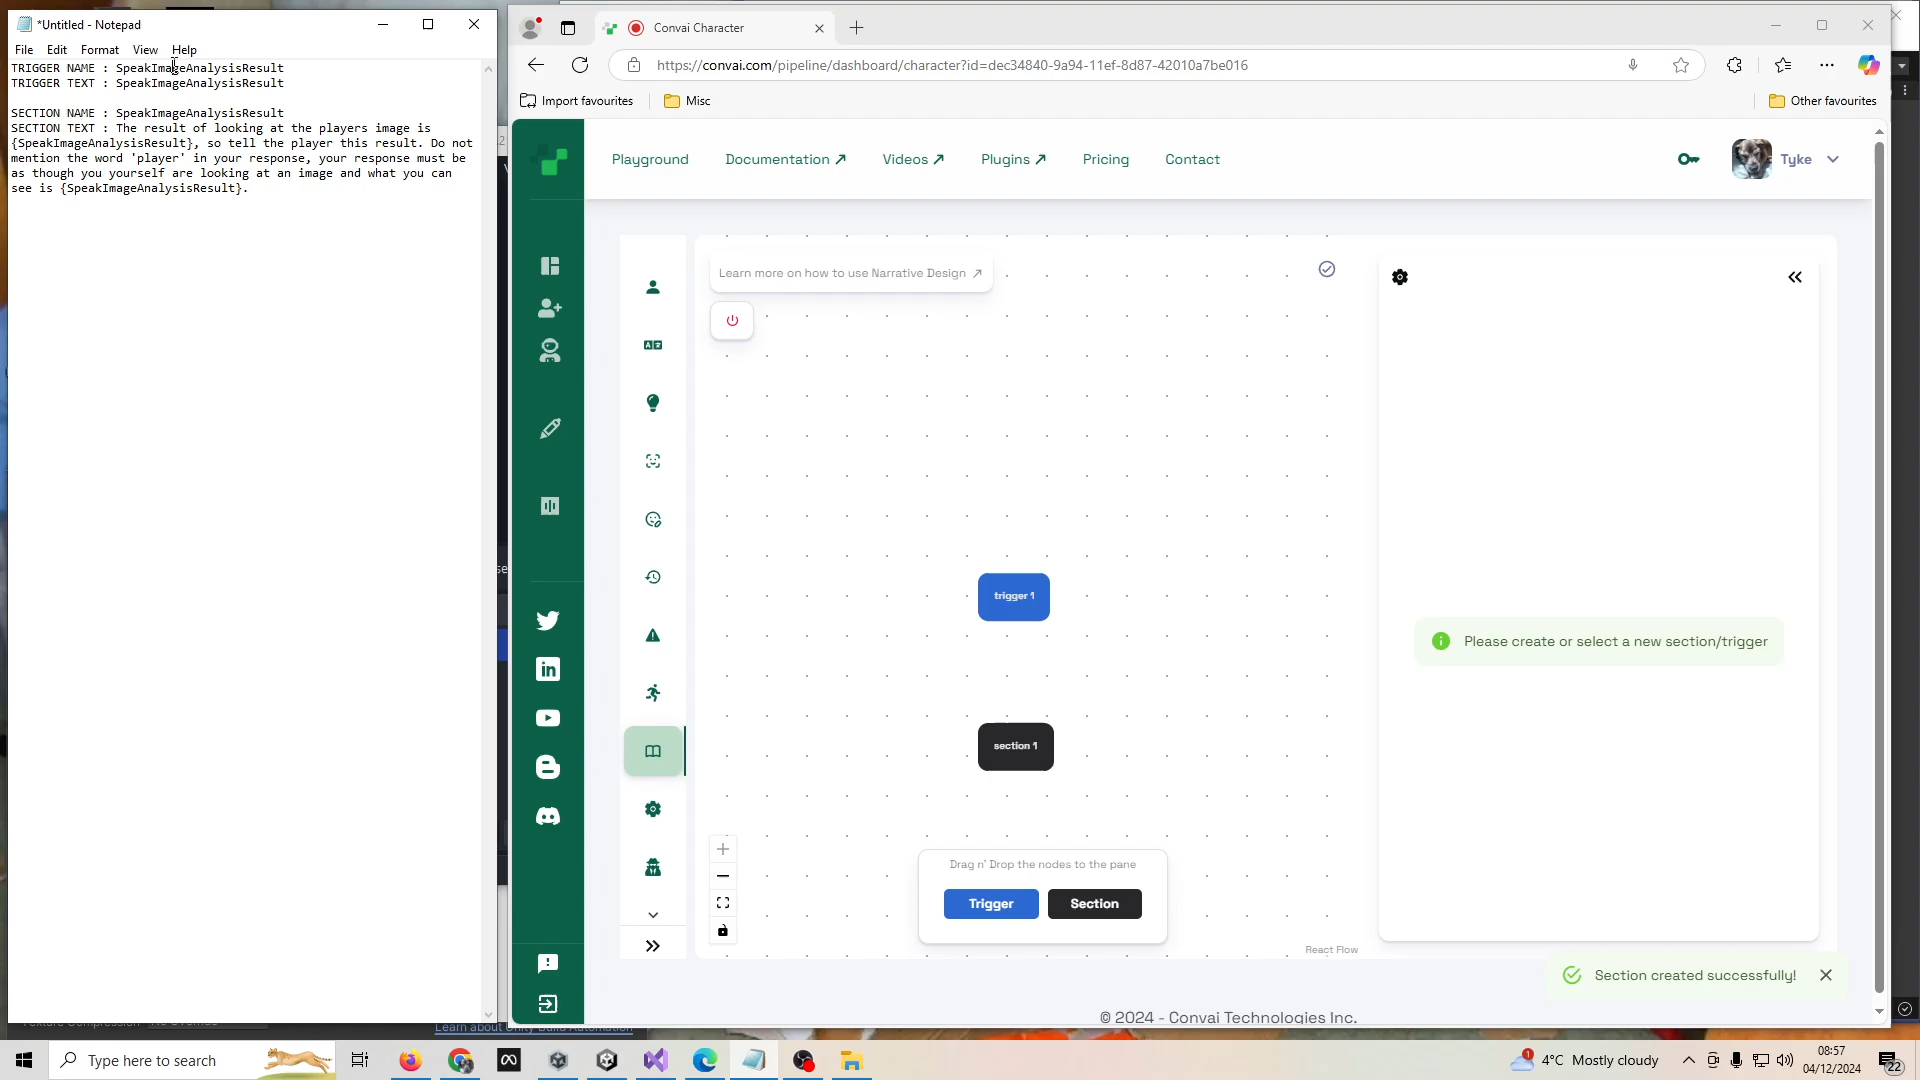 *Untitled - Notepad
File Edit Format View Help
TRIGGER NAME : SpeakImageAnalysisResult
TRIGGER TEXT : SpeakImageAnalysisResult
SECTION NAME : SpeakImageAnalysisResult
SECTION TEXT : The result of looking at the players image is
{SpeakImageAnalysisResult}, so tell the player this result. Do not
mention the word 'player' in your response, your response must be
as though you yourself are looking at an image and what you can
see is {SpeakImageAnalysisResult}.
Convai Character
https://convai.com/pipeline/dashboard/character?id=dec34840-9a94-11ef-8d87-42010a7be016
Import favourites
Misc
Other favourites
Playground
Documentation
Videos
Plugins
Pricing
Contact
Tyke
Learn more on how to use Narrative Design
trigger 1
section 1
Please create or select a new section/trigger
Drag n' Drop the nodes to the pane
Trigger
Section
React Flow
Section created successfully!
© 2024 - Convai Technologies Inc.
Learn about Unity Build Automation
Type here to search
4°C Mostly cloudy
08:57
04/12/2024
22